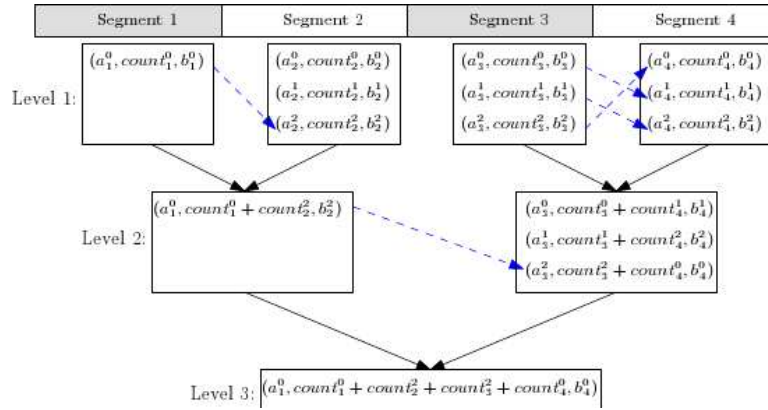 Segment 1 Segment 2 Segment 3 Segment 4
Level 1:
(a_1^0, count_1^0, b_1^0)
(a_2^0, count_2^0, b_2^0)
(a_2^1, count_2^1, b_2^1)
(a_2^2, count_2^2, b_2^2)
(a_3^0, count_3^0, b_3^0)
(a_3^1, count_3^1, b_3^1)
(a_3^2, count_3^2, b_3^2)
(a_4^0, count_4^0, b_4^0)
(a_4^1, count_4^1, b_4^1)
(a_4^2, count_4^2, b_4^2)
Level 2:
(a_1^0, count_1^0 + count_2^2, b_2^2)
(a_3^0, count_3^0 + count_4^1, b_4^1)
(a_3^1, count_3^1 + count_4^2, b_4^2)
(a_3^2, count_3^2 + count_4^0, b_4^0)
Level 3:
(a_1^0, count_1^0 + count_2^2 + count_3^2 + count_4^0, b_4^0)